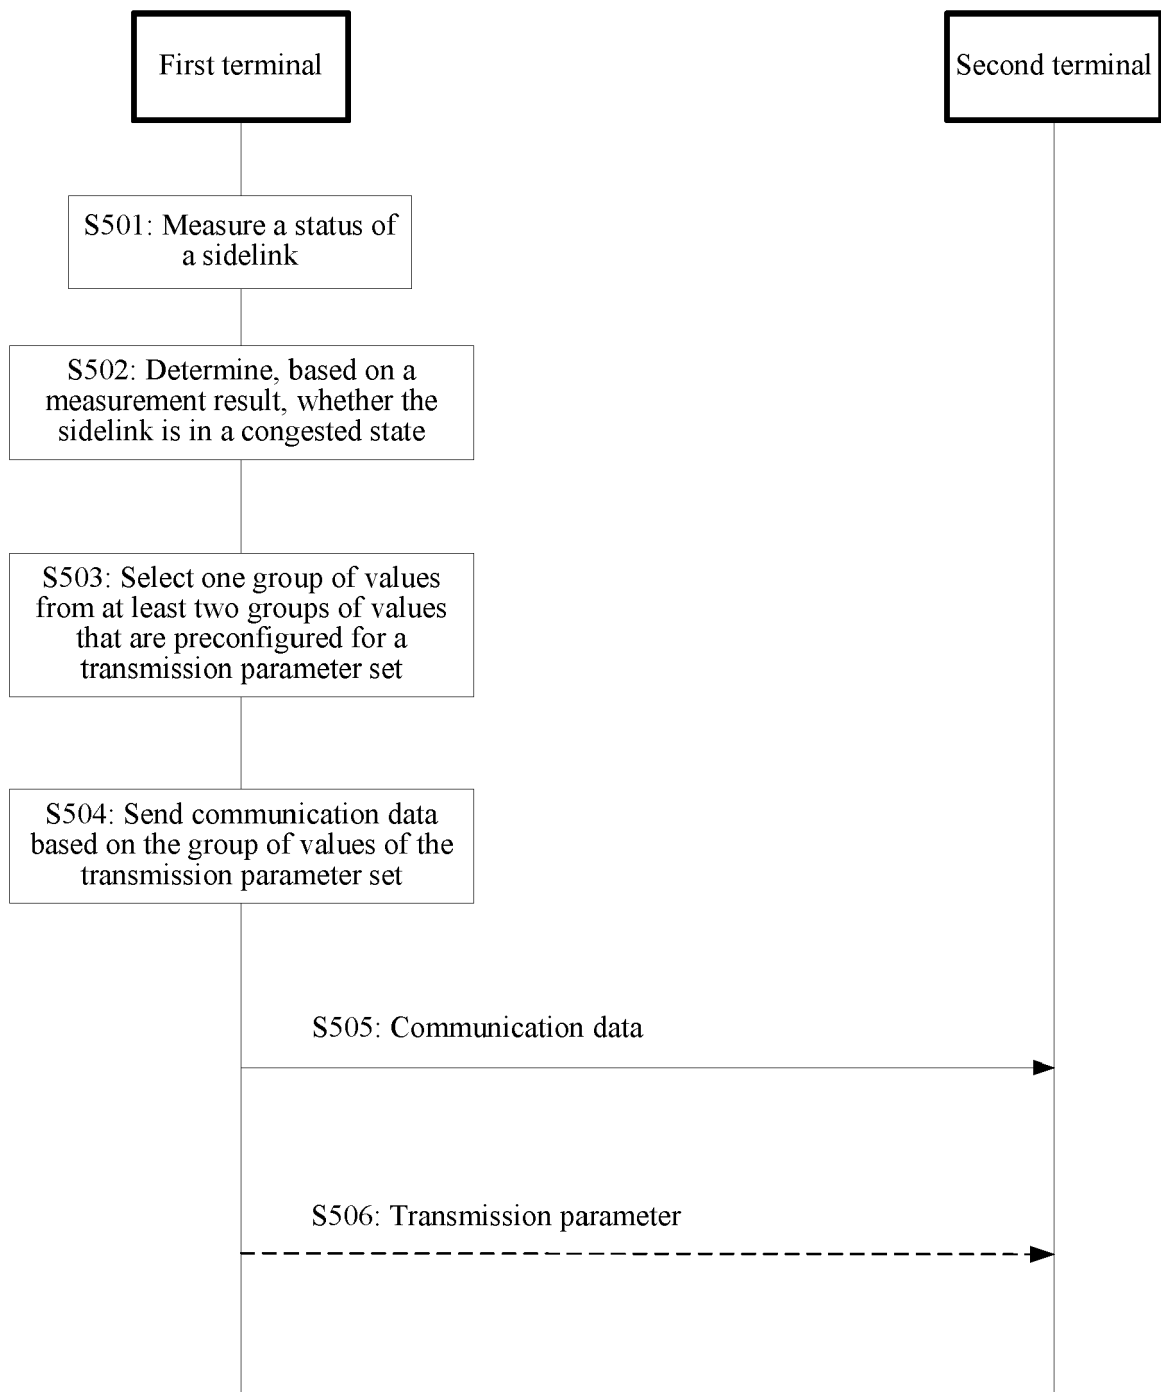 First terminal
Second terminal
S501: Measure a status of
a sidelink
S502: Determine, based on a
measurement result, whether the
sidelink is in a congested state
S503: Select one group of values
from at least two groups of values
that are preconfigured for a
transmission parameter set
S504: Send communication data
based on the group of values of the
transmission parameter set
S505: Communication data
S506: Transmission parameter